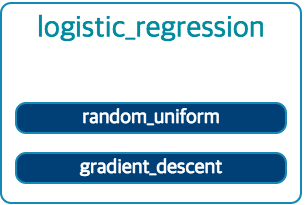 logistic_regression
random_uniform
gradient_descent